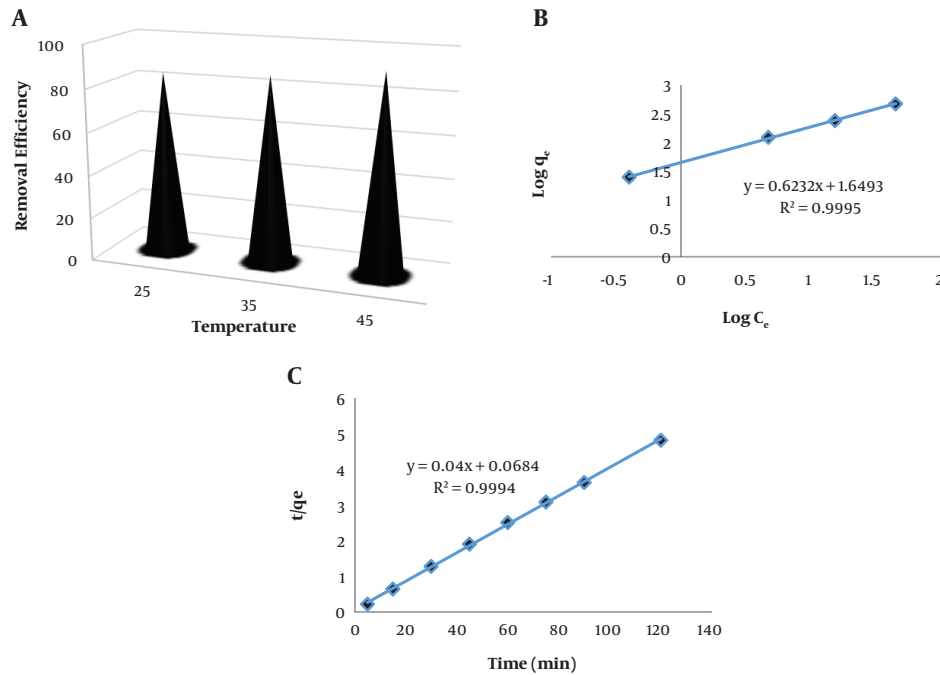 A
100
80
60
40
20
0
Removal Efficiency
25
35
45
Temperature
B
3
2.5
2
1.5
1
0.5
0
Log qₑ
y = 0.6232x + 1.6493
R² = 0.9995
-1
-0.5
0
0.5
1
1.5
2
Log Cₑ
C
6
5
4
3
2
1
0
t/qe
y = 0.04x + 0.0684
R² = 0.9994
0
20
40
60
80
100
120
140
Time (min)